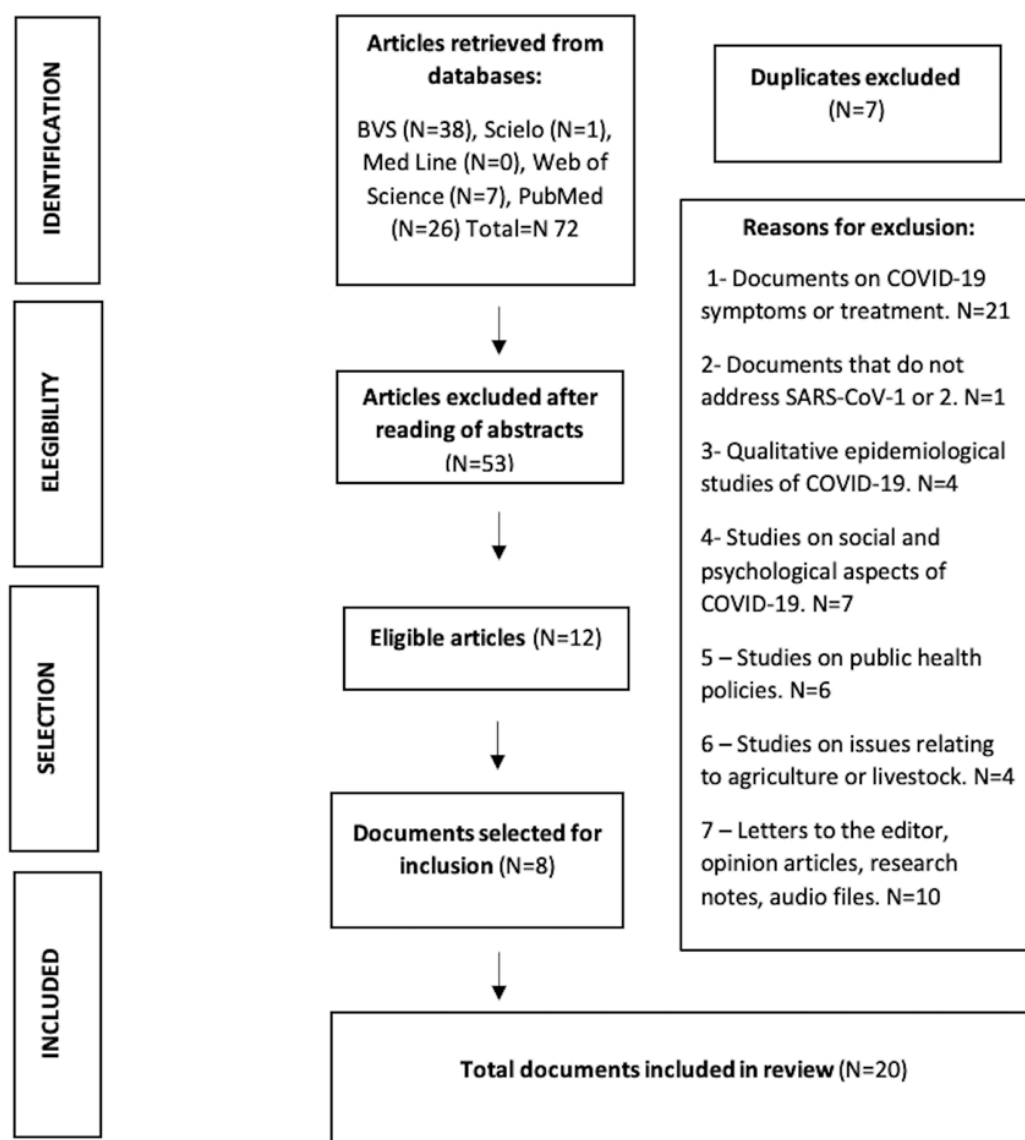 IDENTIFICATION
Articles retrieved from
databases:
BVS (N=38), Scielo (N=1),
Med Line (N=0), Web of
Science (N=7), PubMed
(N=26) Total=N 72
Duplicates excluded
(N=7)
Reasons for exclusion:
1- Documents on COVID-19
symptoms or treatment. N=21
2- Documents that do not
address SARS-CoV-1 or 2. N=1
3- Qualitative epidemiological
studies of COVID-19. N=4
4- Studies on social and
psychological aspects of
COVID-19. N=7
5 – Studies on public health
policies. N=6
6 – Studies on issues relating
to agriculture or livestock. N=4
7 – Letters to the editor,
opinion articles, research
notes, audio files. N=10
ELEGIBILITY
Articles excluded after
reading of abstracts
(N=53)
SELECTION
Eligible articles (N=12)
Documents selected for
inclusion (N=8)
INCLUDED
Total documents included in review (N=20)